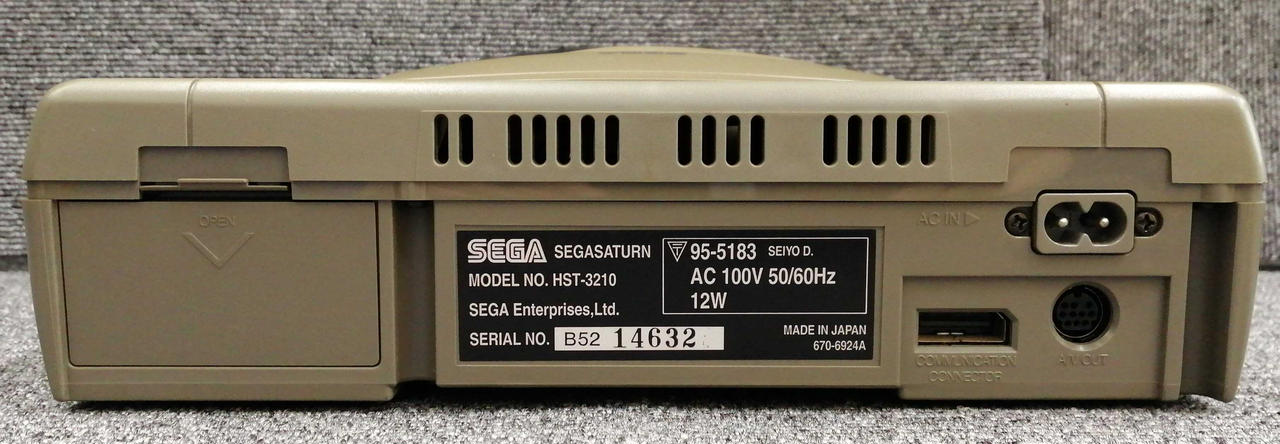 OPEN
SEGA SEGASATURN
MODEL NO. HST-3210
SEGA Enterprises,Ltd.
SERIAL NO. B52 14632
95-5183 SEIYO D.
AC 100V 50/60Hz
12W
MADE IN JAPAN
670-6924A
AC IN
COMMUNICATION
CONNECTOR
A/V OUT